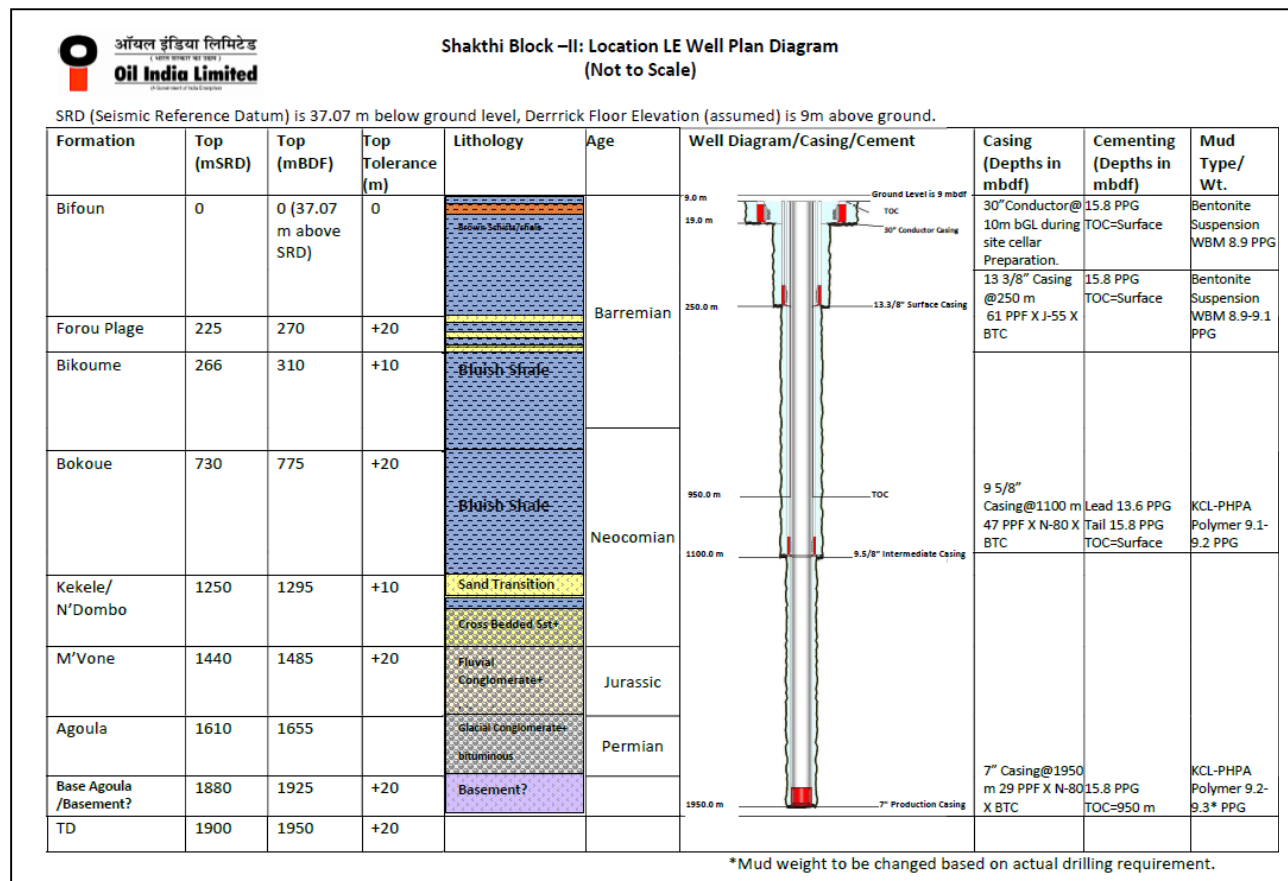 ऑयल इंडिया लिमिटेड
( भारत सरकार का उद्यम )
Oil India Limited
(A Government of India Enterprise)
Shakthi Block –II: Location LE Well Plan Diagram
(Not to Scale)
SRD (Seismic Reference Datum) is 37.07 m below ground level, Derrrick Floor Elevation (assumed) is 9m above ground.
Formation
Top
(mSRD)
Top
(mBDF)
Top
Tolerance
(m)
Lithology
Age
Well Diagram/Casing/Cement
Casing
(Depths in
mbdf)
Cementing
(Depths in
mbdf)
Mud
Type/
Wt.
Bifoun
0
0 (37.07
m above
SRD)
0
Brown Schists/shale
Barremian
9.0 m
Ground Level is 9 mbdf
TOC
19.0 m
30" Conductor Casing
30”Conductor@
10m bGL during
site cellar
Preparation.
15.8 PPG
TOC=Surface
Bentonite
Suspension
WBM 8.9 PPG
250.0 m
13.3/8" Surface Casing
13 3/8” Casing
@250 m
61 PPF X J-55 X
BTC
15.8 PPG
TOC=Surface
Bentonite
Suspension
WBM 8.9-9.1
PPG
Forou Plage
225
270
+20
Bikoume
266
310
+10
Bluish Shale
Bokoue
730
775
+20
Bluish Shale
Neocomian
950.0 m
TOC
1100.0 m
9.5/8" Intermediate Casing
9 5/8”
Casing@1100 m
47 PPF X N-80 X
BTC
Lead 13.6 PPG
Tail 15.8 PPG
TOC=Surface
KCL-PHPA
Polymer 9.1-
9.2 PPG
Kekele/
N’Dombo
1250
1295
+10
Sand Transition
Cross Bedded Sst+
M’Vone
1440
1485
+20
Fluvial
Conglomerate+
Jurassic
Agoula
1610
1655
Glacial Conglomerate+
bituminous
Permian
Base Agoula
/Basement?
1880
1925
+20
Basement?
1950.0 m
7" Production Casing
7” Casing@1950
m 29 PPF X N-80
X BTC
15.8 PPG
TOC=950 m
KCL-PHPA
Polymer 9.2-
9.3* PPG
TD
1900
1950
+20
*Mud weight to be changed based on actual drilling requirement.